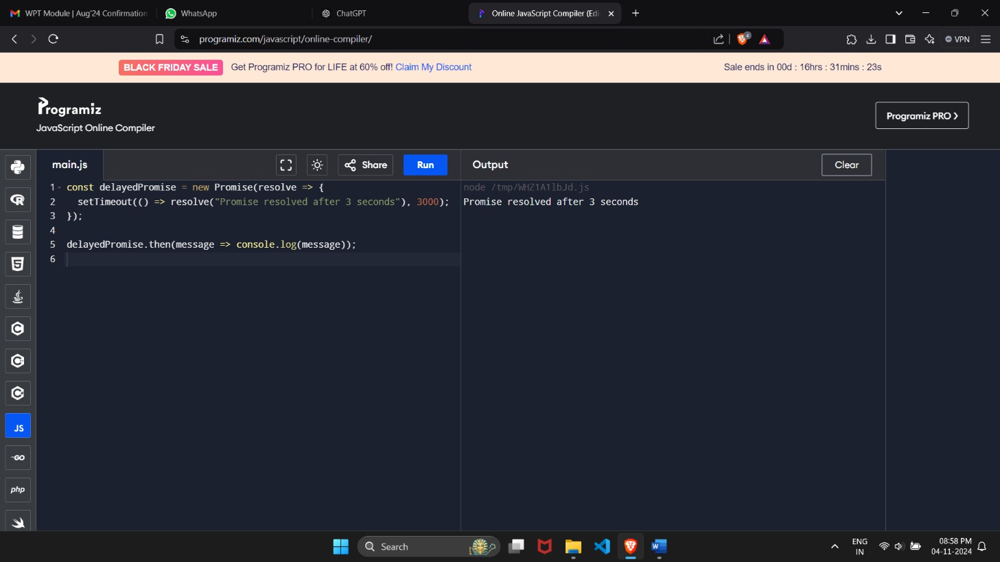 WPT Module | Aug'24 Confirmation
WhatsApp
ChatGPT
Online JavaScript Compiler (Edi
programiz.com/javascript/online-compiler/
4
VPN
BLACK FRIDAY SALE Get Programiz PRO for LIFE at 60% off! Claim My Discount
Sale ends in 00d : 16hrs : 31mins : 23s
Programiz
JavaScript Online Compiler
Programiz PRO ❯
main.js
Share
Run
Output
Clear
1 const delayedPromise = new Promise(resolve => {
2 setTimeout(() => resolve("Promise resolved after 3 seconds"), 3000);
3 });
4
5 delayedPromise.then(message => console.log(message));
6
node /tmp/WHZ1A1lbJd.js
Promise resolved after 3 seconds
JS
GO
php
Search
ENG
IN
08:58 PM
04-11-2024